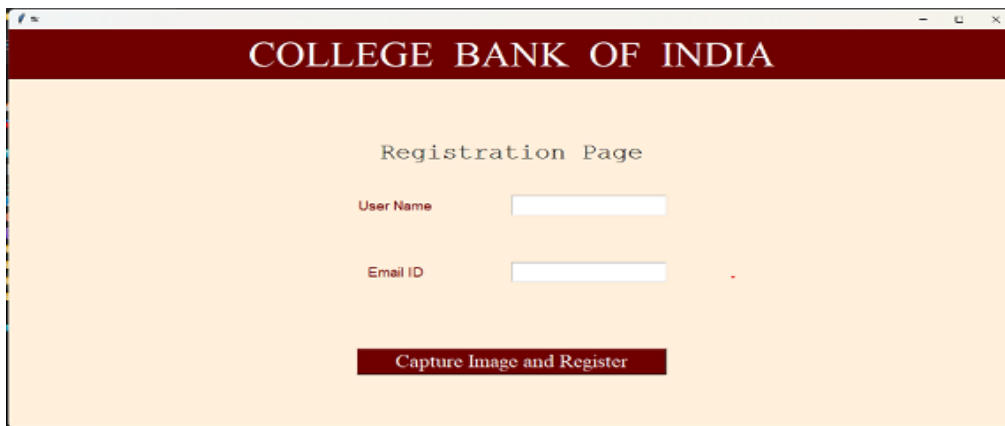 COLLEGE BANK OF INDIA
Registration Page
User Name
Email ID
Capture Image and Register